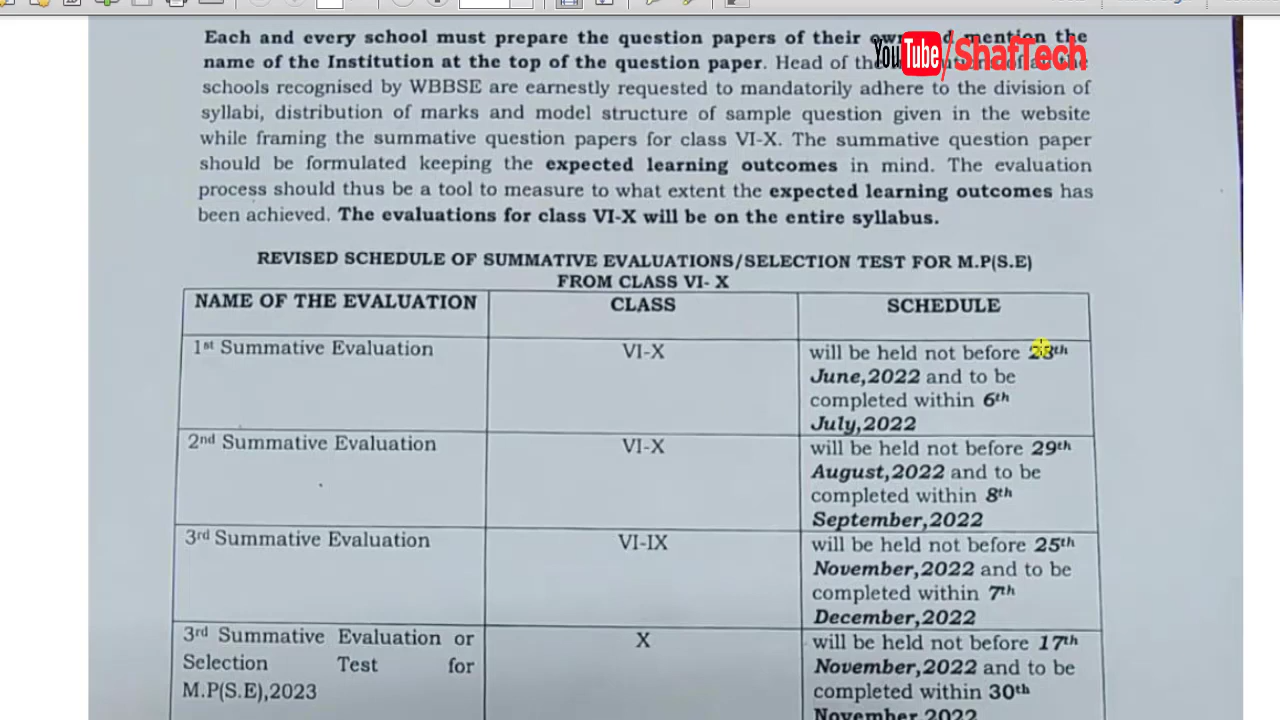 Each and every school must prepare the question papers of their mention the
name of the Institution at the top of the question paper. Head of
YouTube/ShafTech
schools recognised by WBBSE are earnestly requested to mandatorily adhere to the division of
syllabi, distribution of marks and model structure of sample question given in the website
while framing the summative question papers for class VI-X. The summative question paper
should be formulated keeping the expected learning outcomes in mind. The evaluation
process should thus be a tool to measure to what extent the expected learning outcomes has
been achieved. The evaluations for class VI-X will be on the entire syllabus.
REVISED SCHEDULE OF SUMMATIVE EVALUATIONS/SELECTION TEST FOR M.P(S.E)
FROM CLASS VI- X
NAME OF THE EVALUATION CLASS SCHEDULE
1st Summative Evaluation VI-X will be held not before
June,2022 and to be
completed within 6th
July,2022
2nd Summative Evaluation VI-X will be held not before 29th
August,2022 and to be
completed within 8th
September,2022
3rd Summative Evaluation VI-IX will be held not before 25th
November,2022 and to be
completed within 7th
December,2022
3rd Summative Evaluation or X will be held not before 17th
Selection Test for November,2022 and to be
M.P(S.E),2023 completed within 30th
November,2022